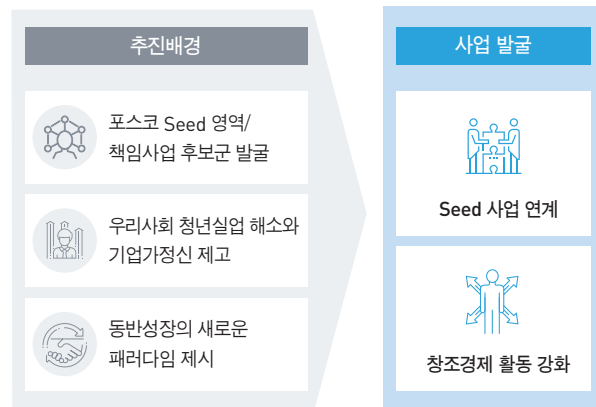 추진배경
포스코 Seed 영역/
책임사업 후보군 발굴
우리사회 청년실업 해소와
기업가정신 제고
동반성장의 새로운
패러다임 제시
사업 발굴
Seed 사업 연계
창조경제 활동 강화